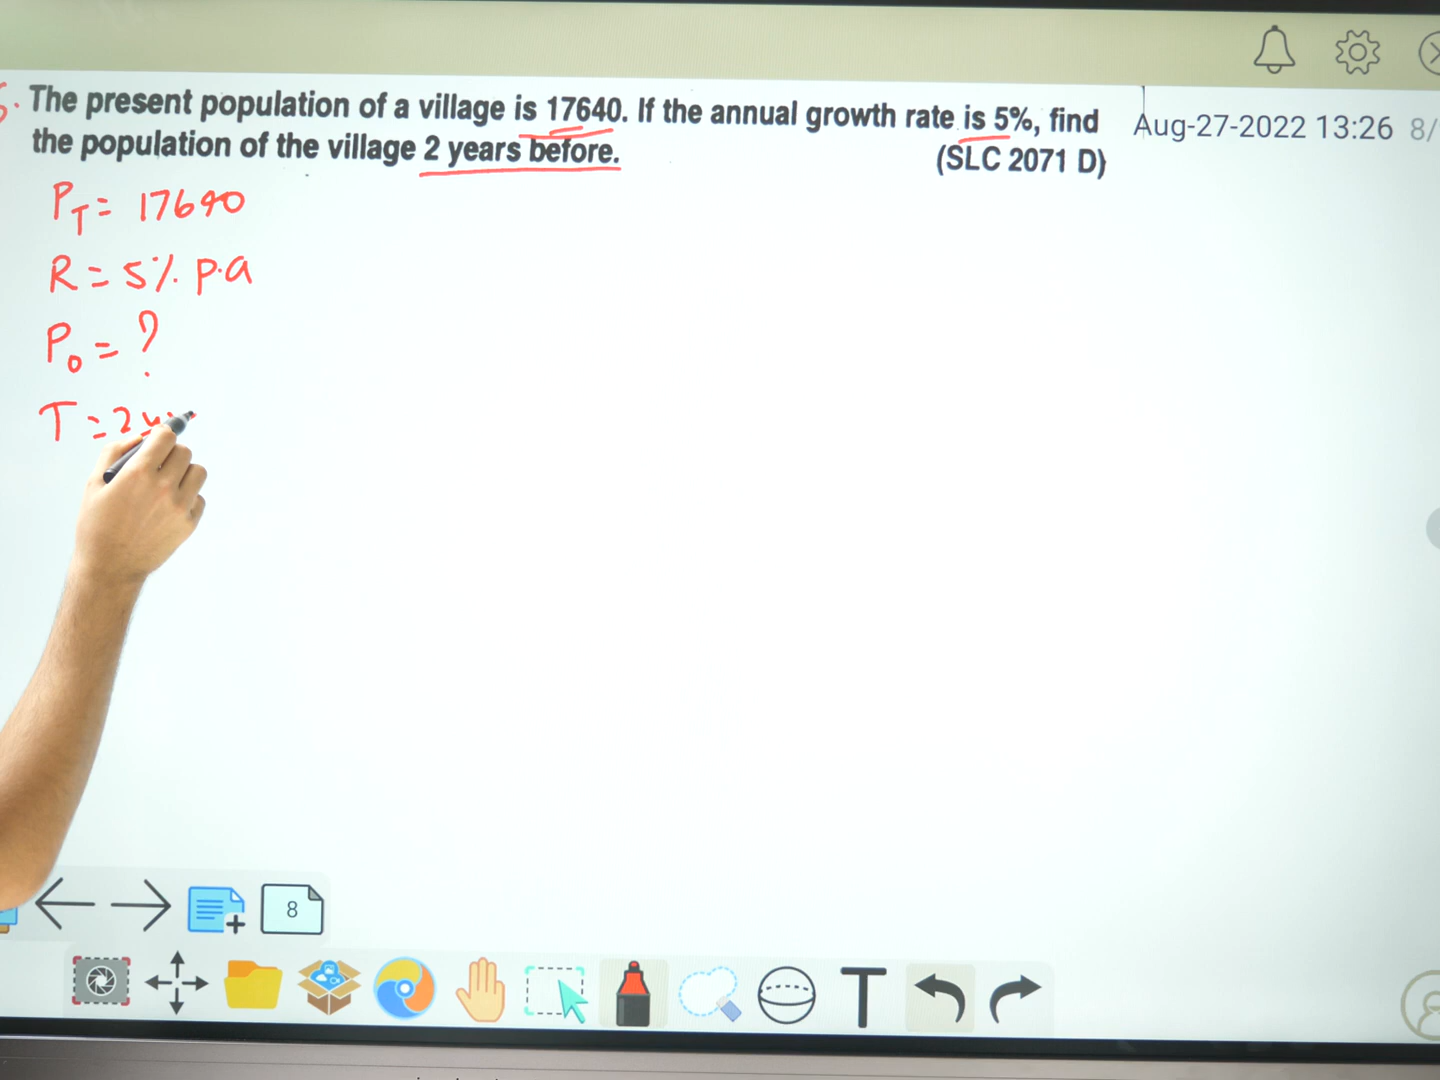 5. The present population of a village is 17640. If the annual growth rate is 5%, find
the population of the village 2 years before.
(SLC 2071 D)
Aug-27-2022 13:26 8/
P_T = 17640
R = 5% p.a
P_0 = ?
T = 2
8
T